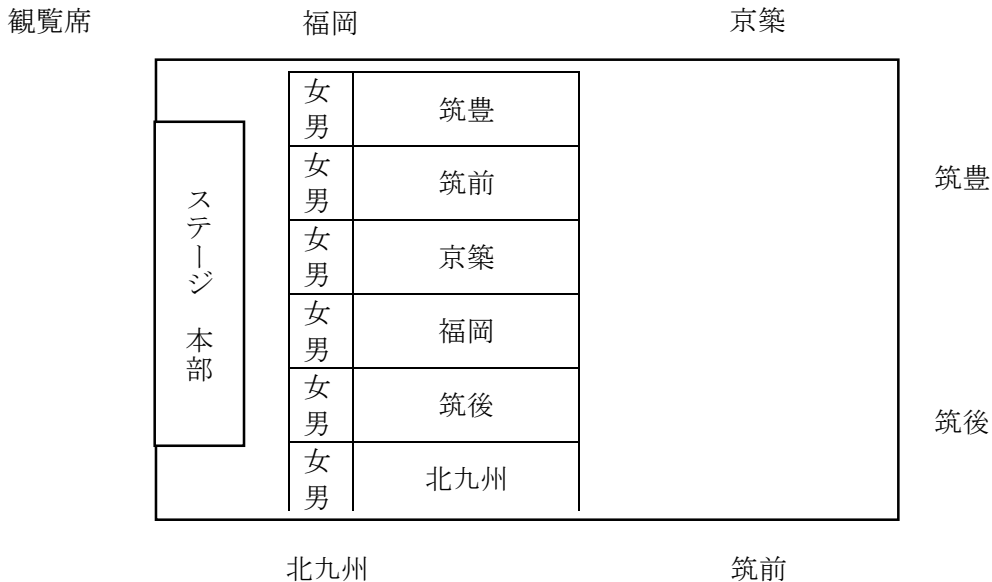 観覧席 福岡 京築
女
男 筑豊
女
男 筑前
筑豊
ステージ 本部
女
男 京築
女
男 福岡
女
男 筑後
筑後
女
男 北九州
北九州 筑前